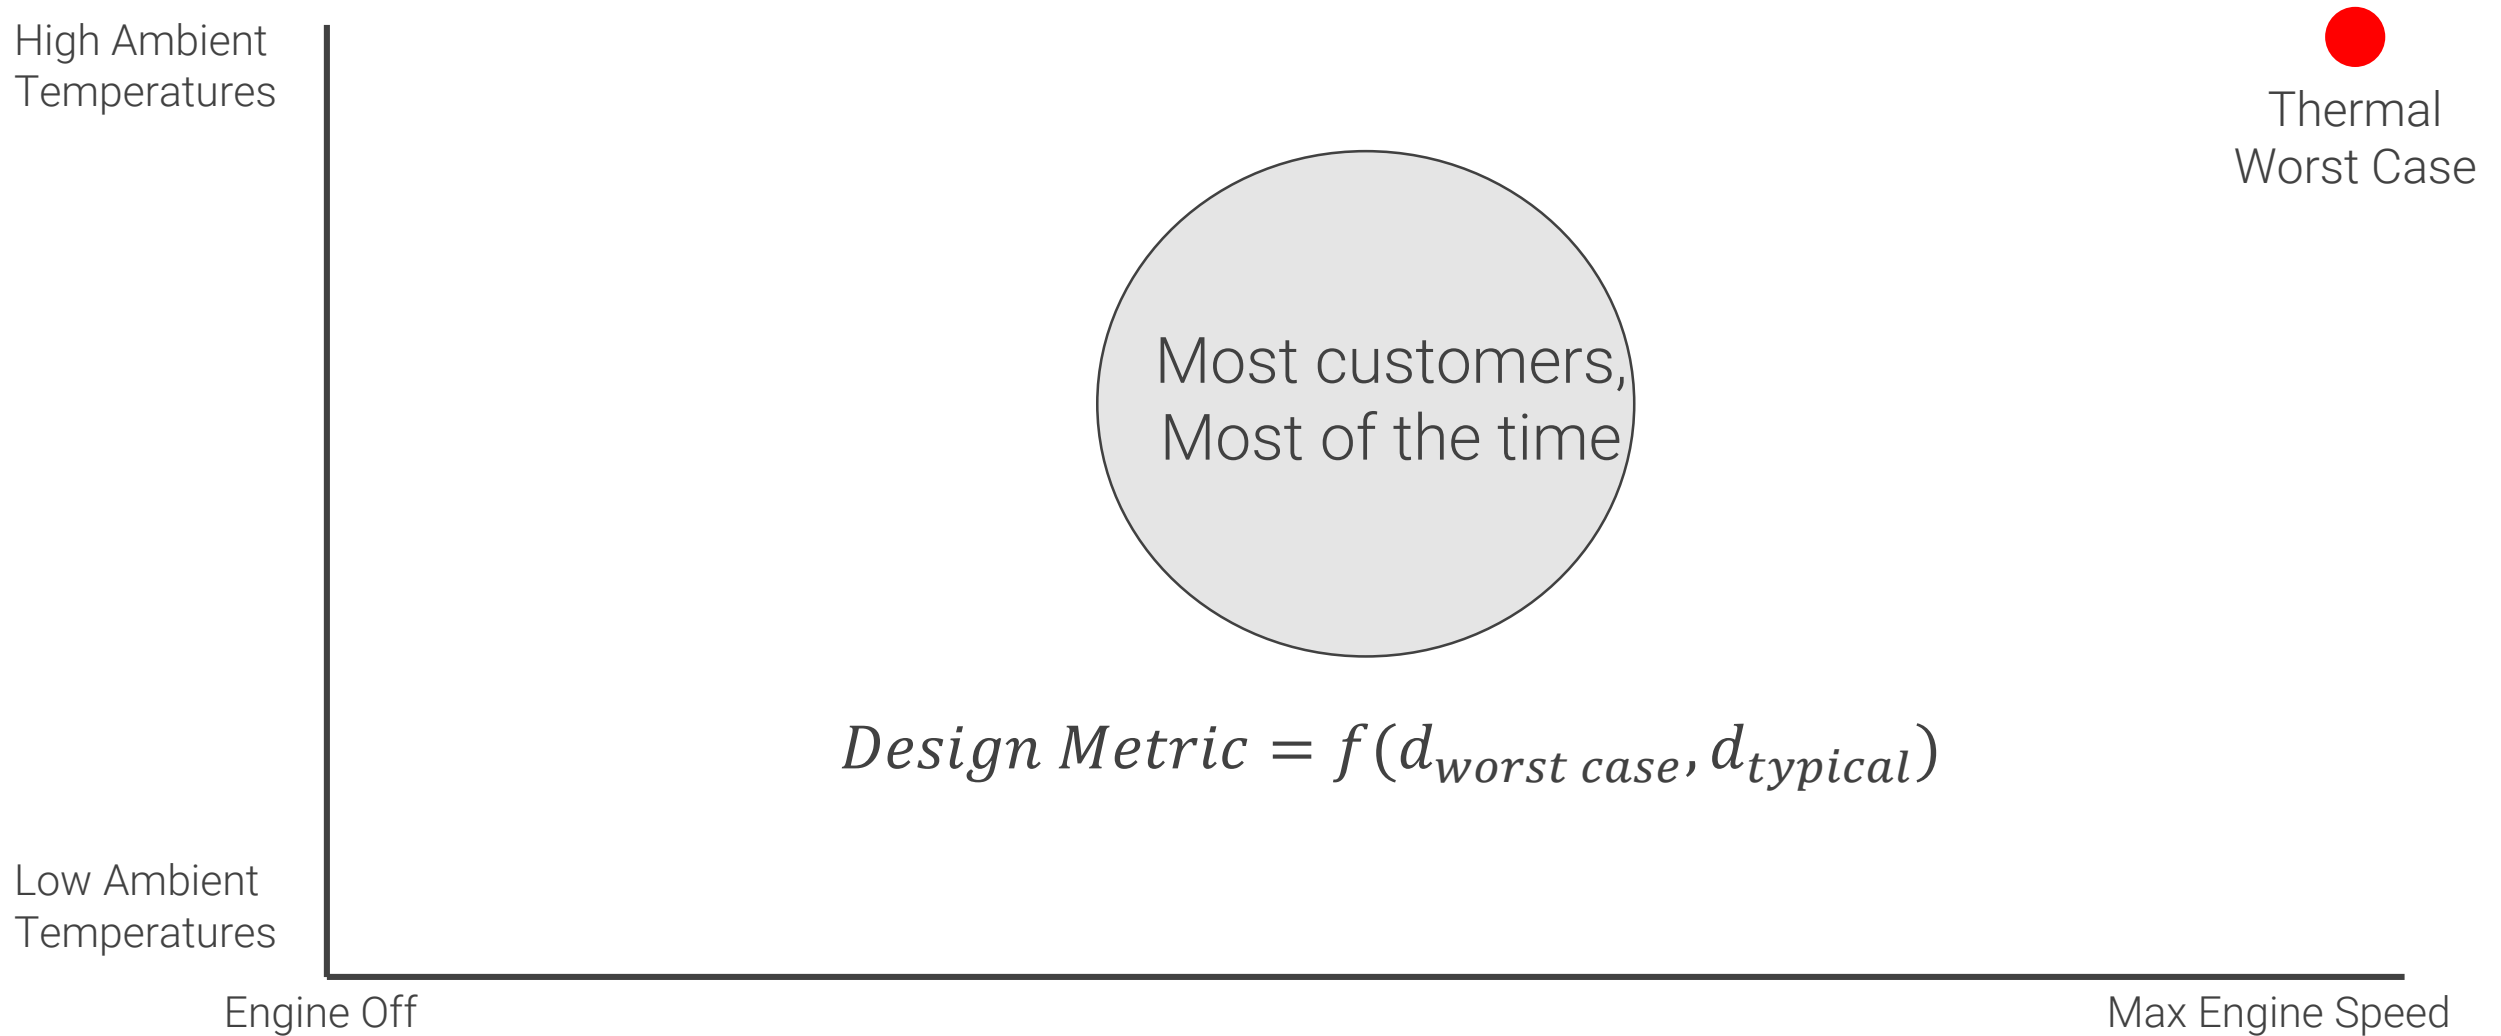 High Ambient
Temperatures
Thermal
Worst Case
Most customers,
Most of the time
Design Metric = f(d_worst case, d_typical)
Low Ambient
Temperatures
Engine Off
Max Engine Speed